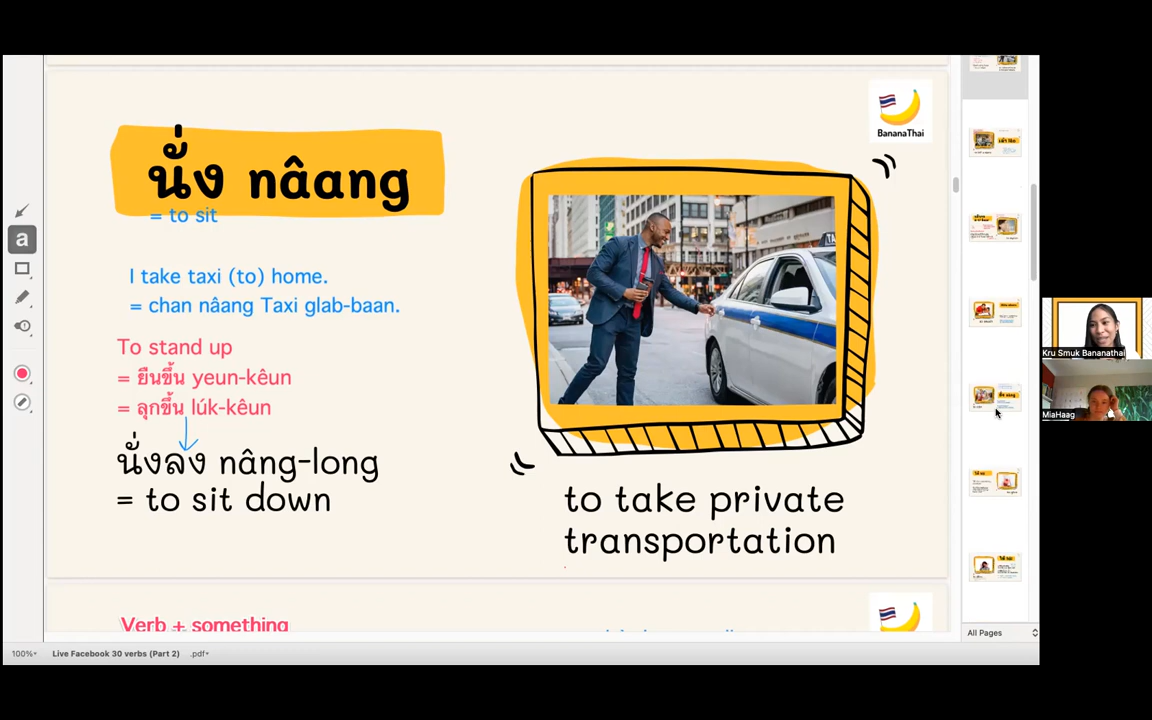 BananaThai
นั่ง nâang
= to sit
I take taxi (to) home.
= chan nâang Taxi glab-baan.
To stand up
= ยืนขึ้น yeun-kêun
= ลุกขึ้น lúk-kêun
นั่งลง nâng-long
= to sit down
TA
to take private
transportation
Verb + something
a
Kru Smuk Bananathai
MiaHaag
All Pages
100%
Live Facebook 30 verbs (Part 2)
.pdf